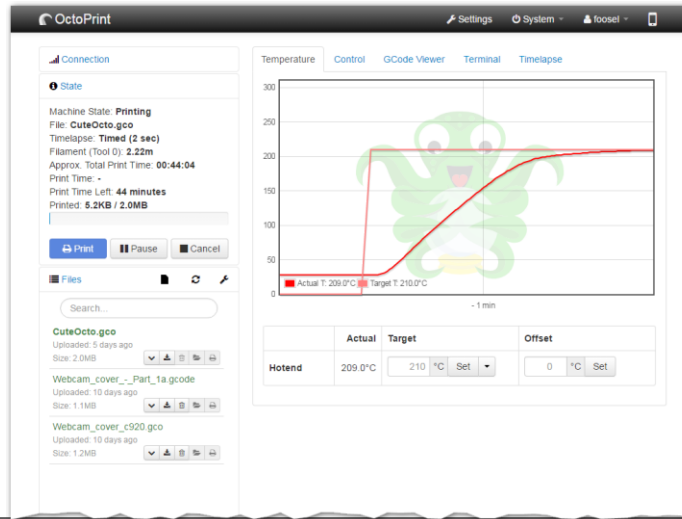 OctoPrint
Settings System foosel
Connection
State
Machine State: Printing
File: CuteOcto.gco
Timelapse: Timed (2 sec)
Filament (Tool 0): 2.22m
Approx. Total Print Time: 00:44:04
Print Time: -
Print Time Left: 44 minutes
Printed: 5.2KB / 2.0MB
Print Pause Cancel
Files
Search...
CuteOcto.gco
Uploaded: 5 days ago
Size: 2.0MB
Webcam_cover_-_Part_1a.gcode
Uploaded: 10 days ago
Size: 1.1MB
Webcam_cover_c920.gco
Uploaded: 10 days ago
Size: 1.2MB
Temperature Control GCode Viewer Terminal Timelapse
300
250
200
150
100
50
0
Actual T: 209.0°C Target T: 210.0°C
- 1 min
Actual Target Offset
Hotend 209.0°C 210 °C Set 0 °C Set